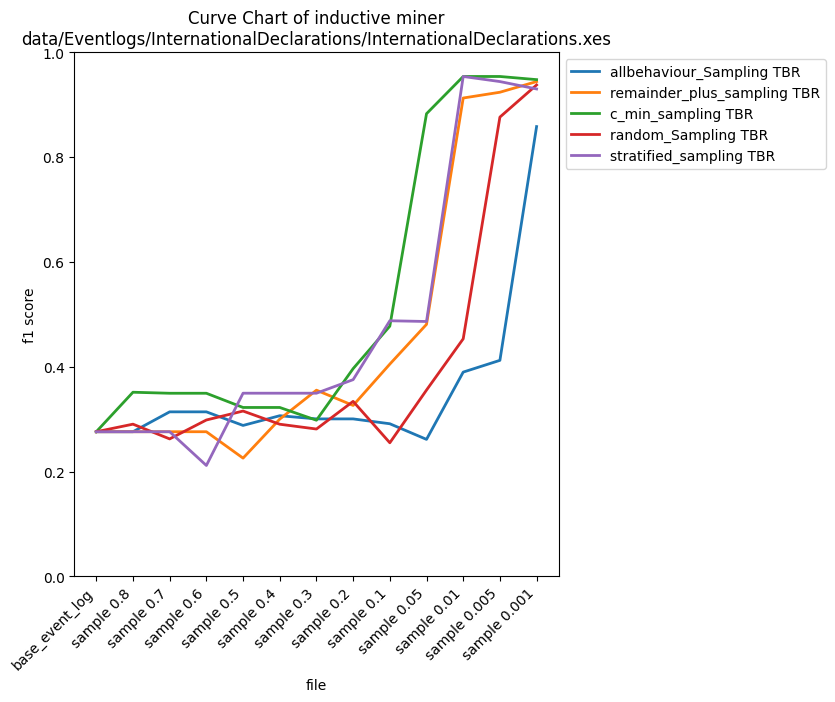 Curve Chart of inductive miner
data/Eventlogs/InternationalDeclarations/InternationalDeclarations.xes
1.0
0.8
0.6
0.4
0.2
0.0
f1 score
base_event_log
sample 0.8
sample 0.7
sample 0.6
sample 0.5
sample 0.4
sample 0.3
sample 0.2
sample 0.1
sample 0.05
sample 0.01
sample 0.005
sample 0.001
file
allbehaviour_Sampling TBR
remainder_plus_sampling TBR
c_min_sampling TBR
random_Sampling TBR
stratified_sampling TBR